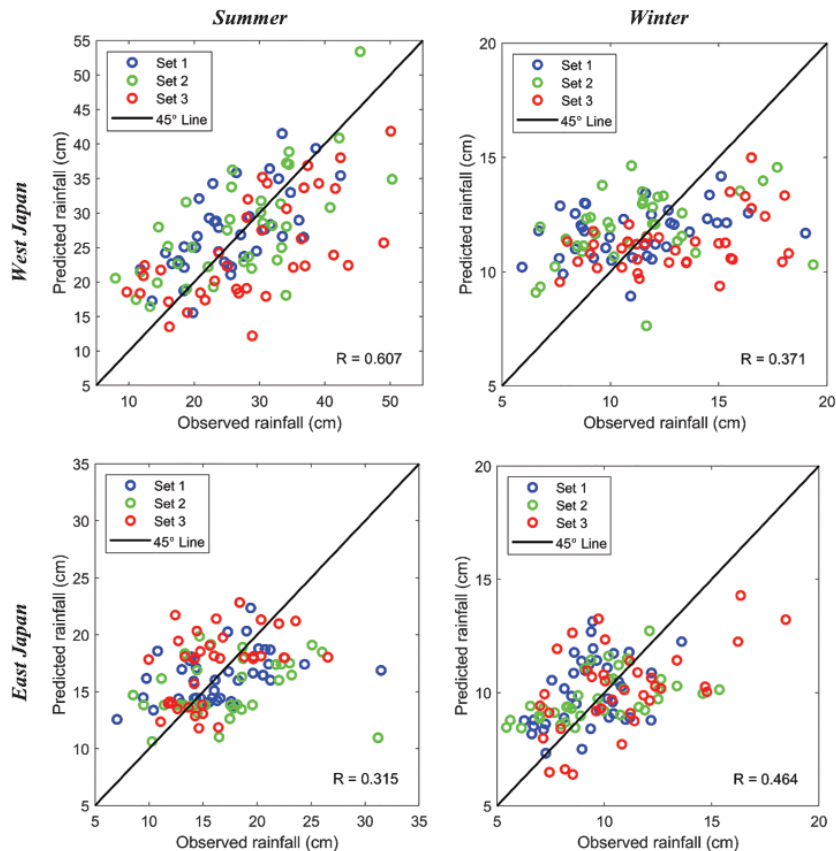 Summer
Winter
West Japan
55
50
45
40
35
30
25
20
15
10
5
Predicted rainfall (cm)
Set 1
Set 2
Set 3
45° Line
R = 0.607
10
20
30
40
50
Observed rainfall (cm)
20
15
10
5
Predicted rainfall (cm)
Set 1
Set 2
Set 3
45° Line
R = 0.371
5
10
15
20
Observed rainfall (cm)
East Japan
35
30
25
20
15
10
5
Predicted rainfall (cm)
Set 1
Set 2
Set 3
45° Line
R = 0.315
5
10
15
20
25
30
35
Observed rainfall (cm)
20
15
10
5
Predicted rainfall (cm)
Set 1
Set 2
Set 3
45° Line
R = 0.464
5
10
15
20
Observed rainfall (cm)